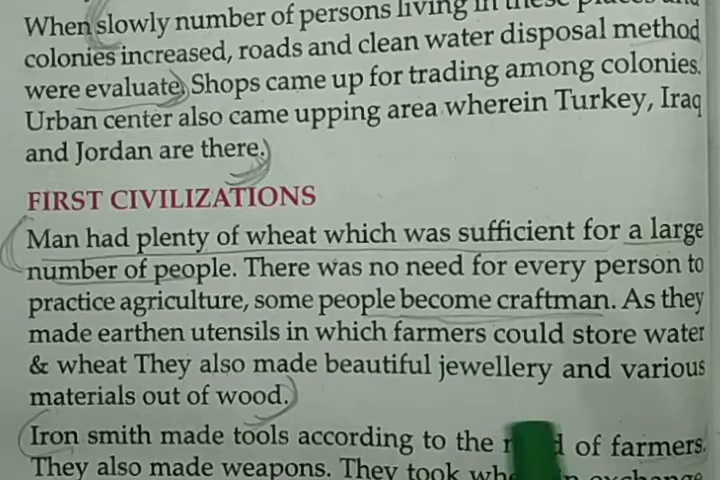 When slowly number of persons living in these places and
colonies increased, roads and clean water disposal method
were evaluate. Shops came up for trading among colonies.
Urban center also came upping area wherein Turkey, Iraq
and Jordan are there.
FIRST CIVILIZATIONS
Man had plenty of wheat which was sufficient for a large
number of people. There was no need for every person to
practice agriculture, some people become craftman. As they
made earthen utensils in which farmers could store water
& wheat They also made beautiful jewellery and various
materials out of wood.
Iron smith made tools according to the of farmers.
They also made weapons. They took exchange